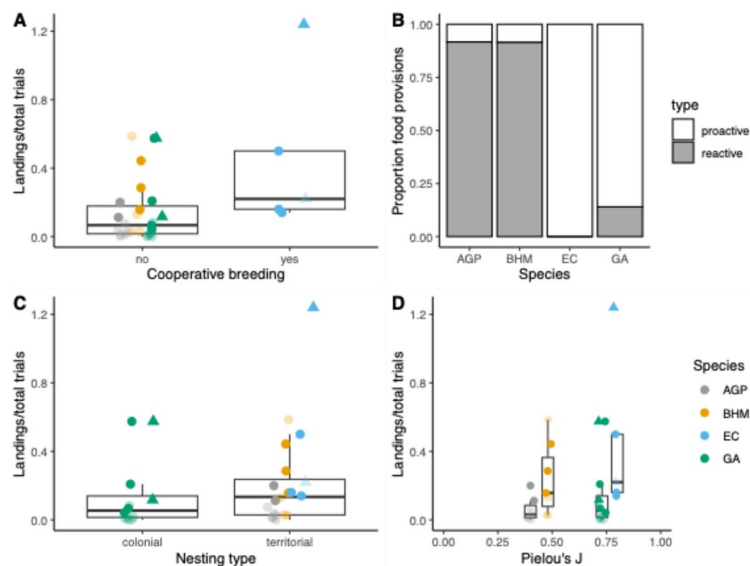 A
Landings/total trials
1.2
0.8
0.4
0.0
no
yes
Cooperative breeding
B
Proportion food provisions
1.00
0.75
0.50
0.25
0.00
AGP
BHM
EC
GA
Species
type
proactive
reactive
C
Landings/total trials
1.2
0.8
0.4
0.0
colonial
territorial
Nesting type
D
Landings/total trials
1.2
0.8
0.4
0.0
0.00
0.25
0.50
0.75
1.00
Pielou's J
Species
AGP
BHM
EC
GA